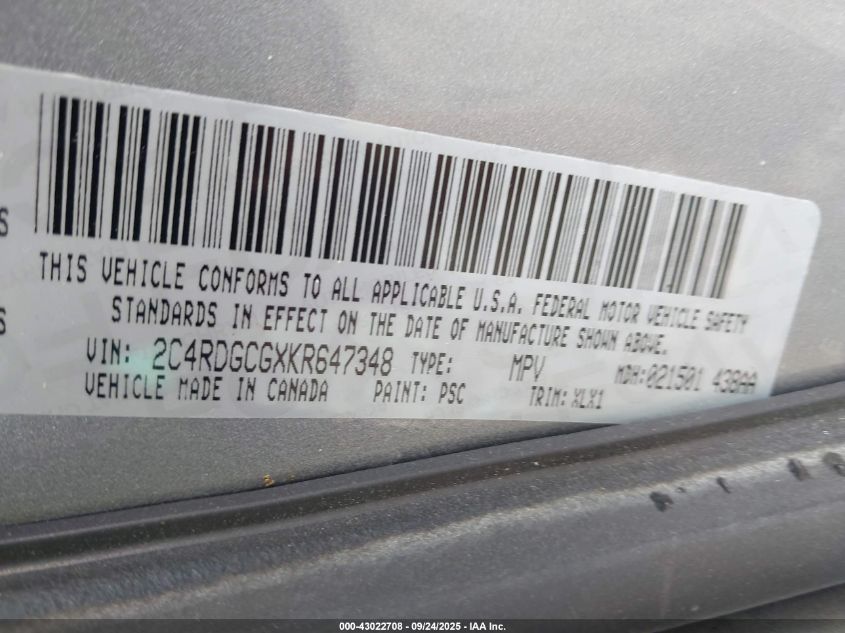 S
THIS VEHICLE CONFORMS TO ALL APPLICABLE U.S.A. FEDERAL MOTOR VEHICLE SAFETY
S
STANDARDS IN EFFECT ON THE DATE OF MANUFACTURE SHOWN ABOVE.
VIN: 2C4RDGCGXKR647348 TYPE: MPV MDH:021501 438AA
VEHICLE MADE IN CANADA PAINT: PSC TRIM: XLX1
000-43022708 - 09/24/2025 - IAA Inc.